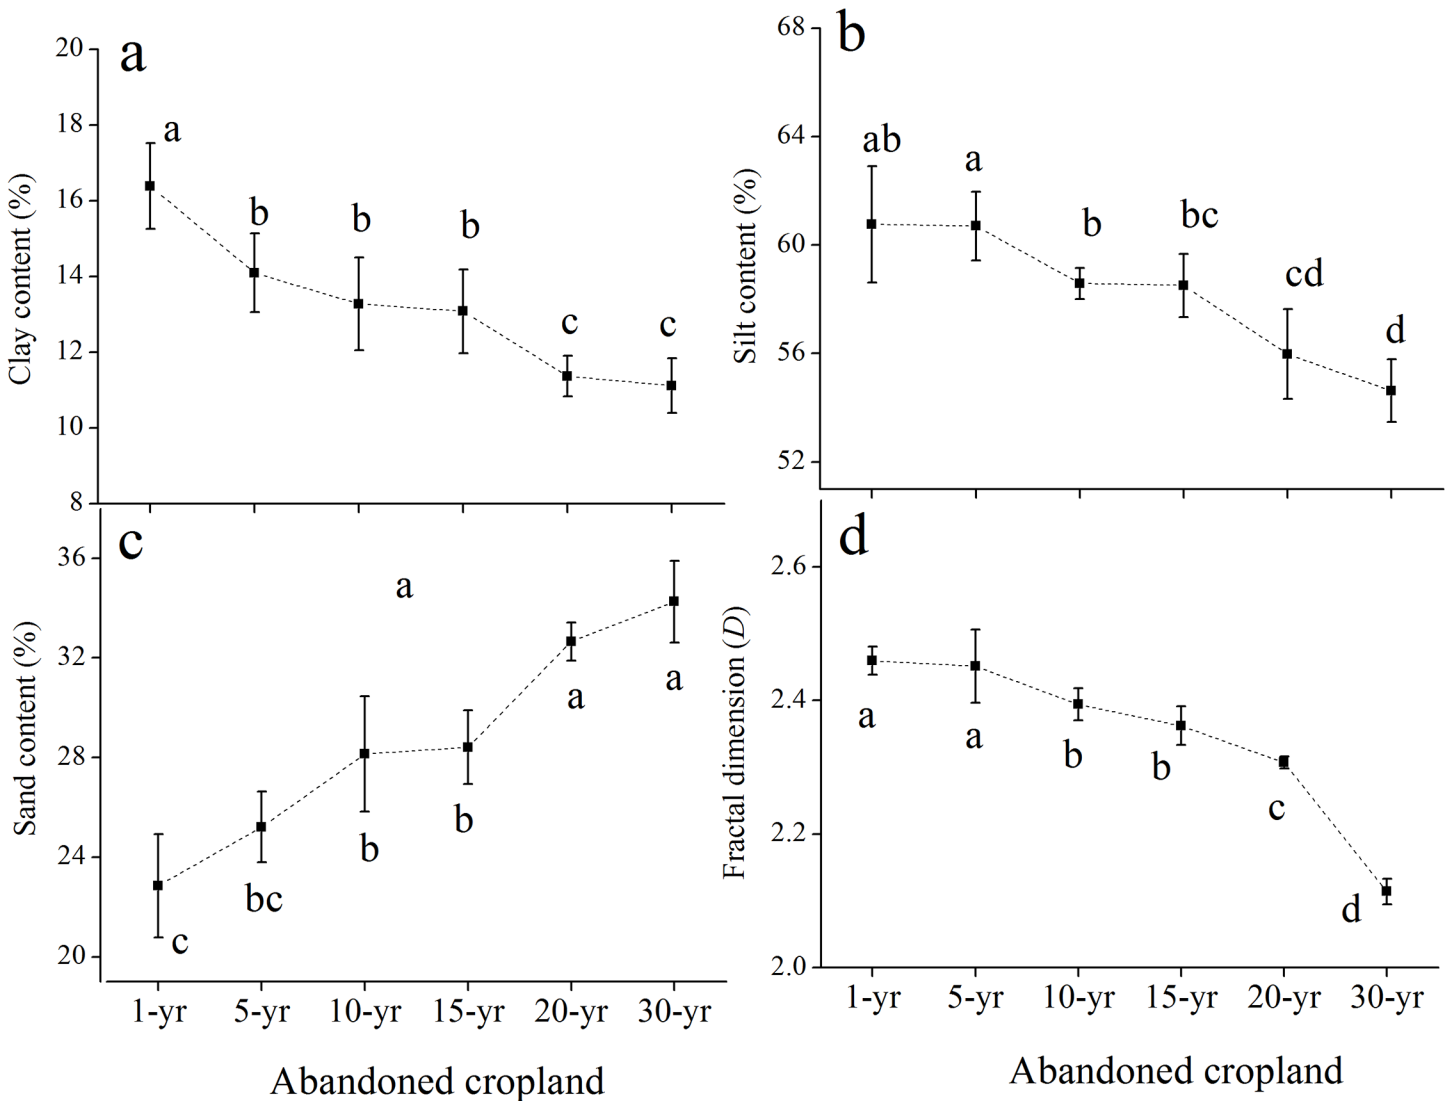 a
Clay content (%)
20
18
16
14
12
10
8
a
b
b
b
c
c
b
Silt content (%)
68
64
60
56
52
ab
a
b
bc
cd
d
c
Sand content (%)
36
32
28
24
20
a
c
bc
b
b
a
a
1-yr
5-yr
10-yr
15-yr
20-yr
30-yr
Abandoned cropland
d
Fractal dimension (D)
2.6
2.4
2.2
2.0
a
a
b
b
c
d
1-yr
5-yr
10-yr
15-yr
20-yr
30-yr
Abandoned cropland